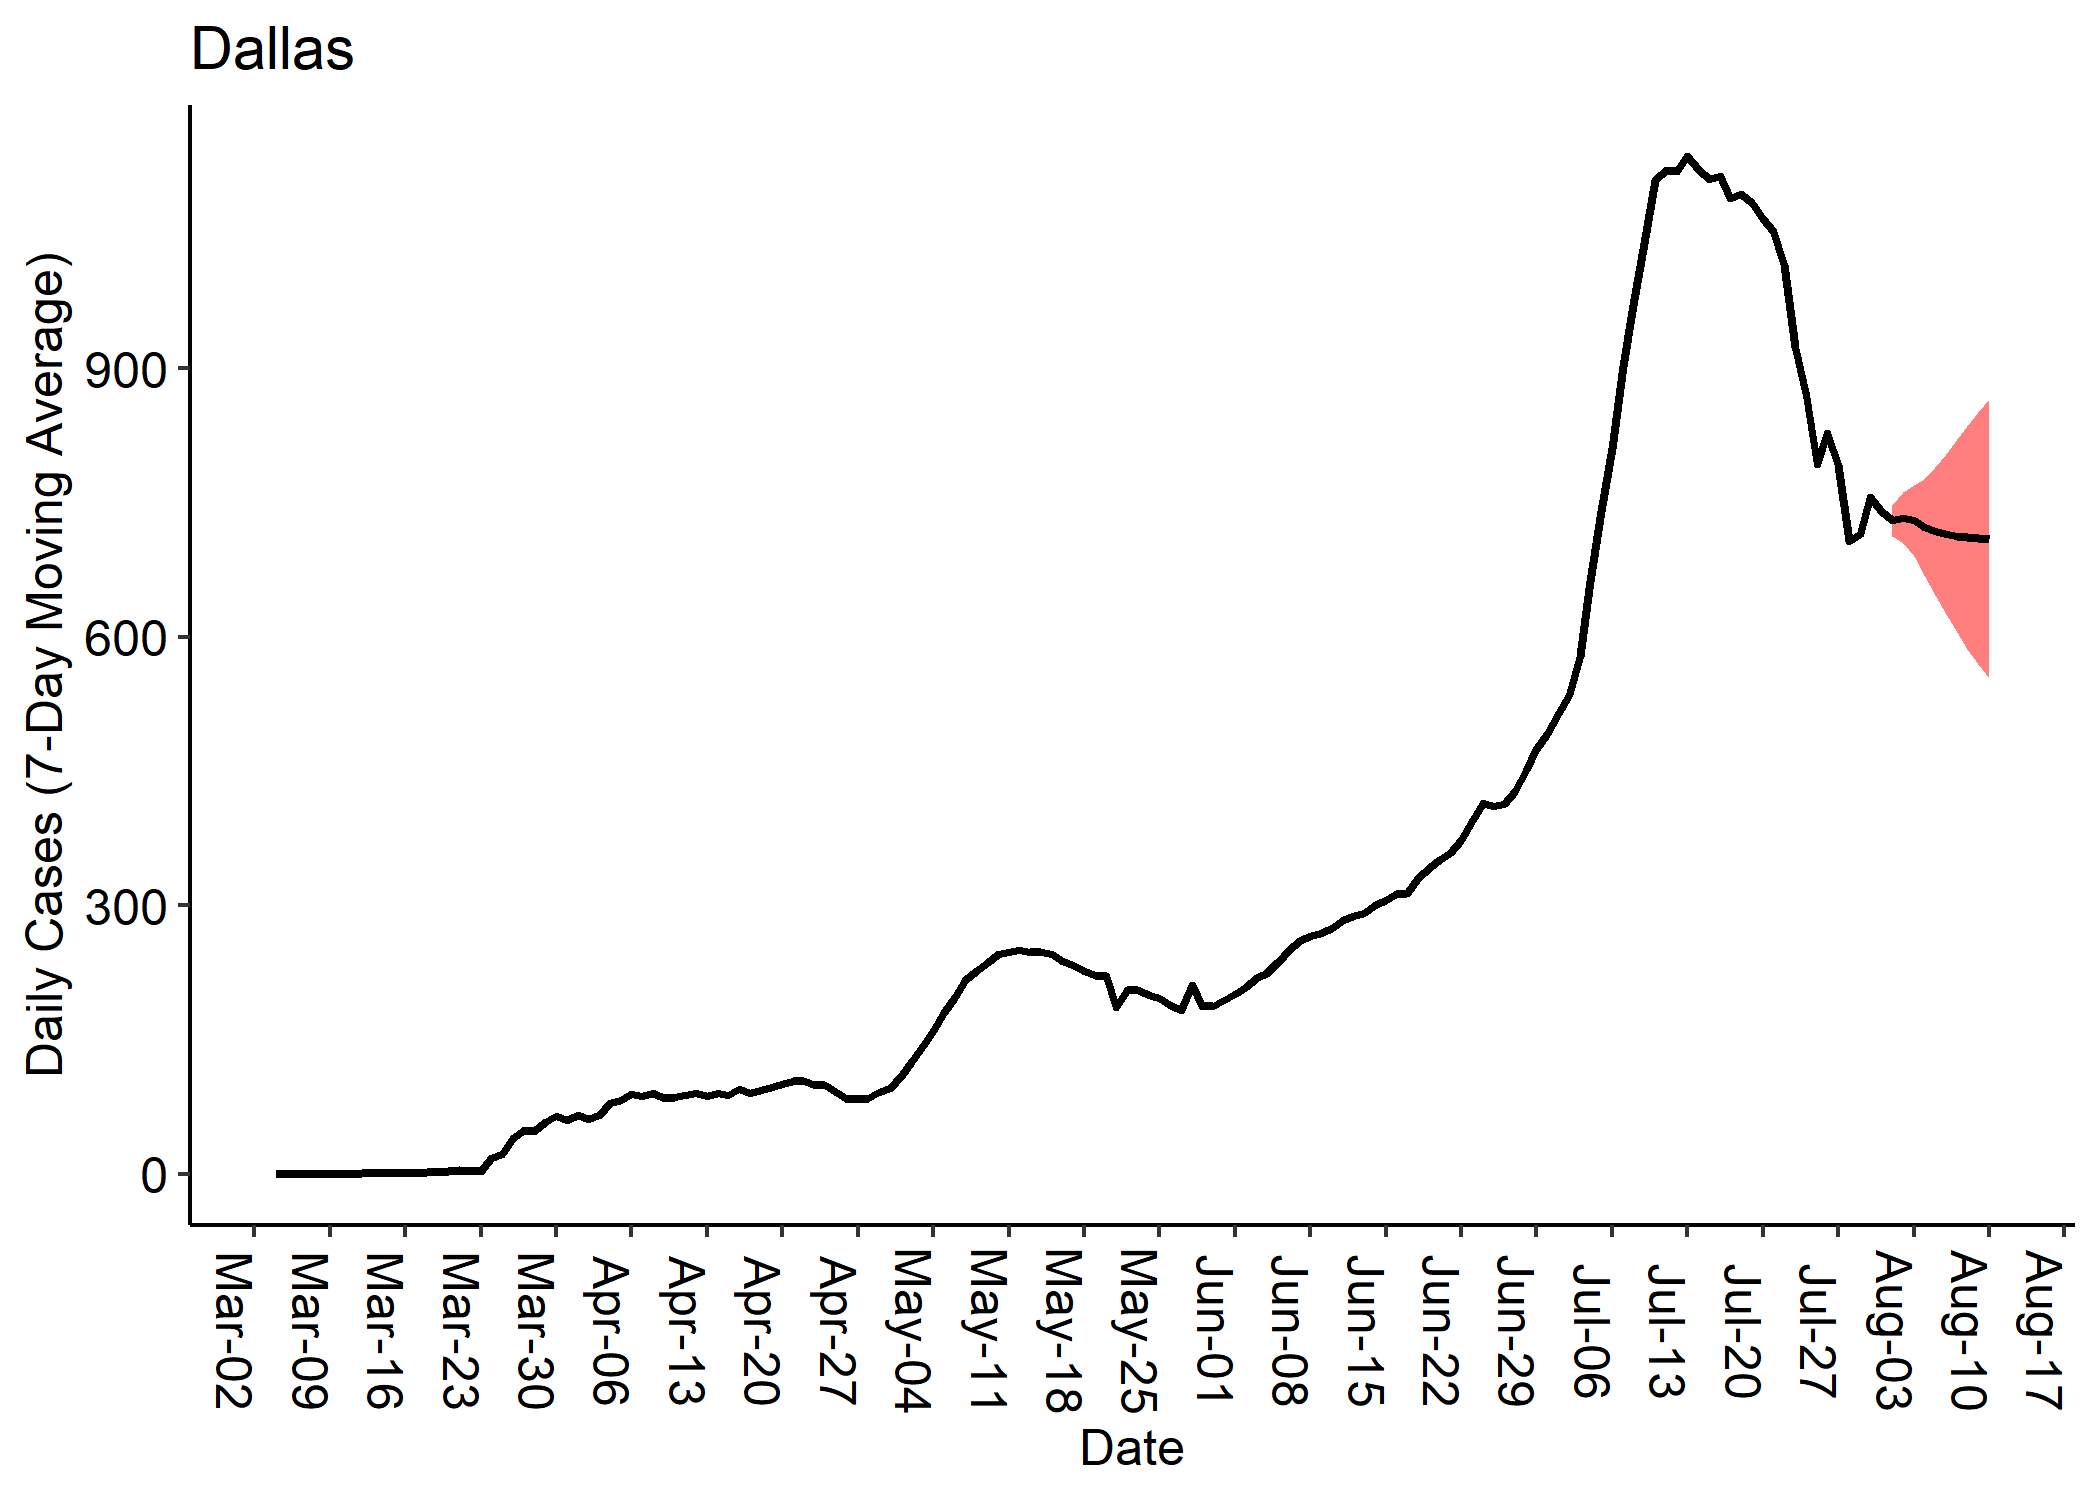 Dallas
Daily Cases (7-Day Moving Average)
900
600
300
0
Mar-02
Mar-09
Mar-16
Mar-23
Mar-30
Apr-06
Apr-13
Apr-20
Apr-27
May-04
May-11
May-18
May-25
Jun-01
Jun-08
Jun-15
Jun-22
Jun-29
Jul-06
Jul-13
Jul-20
Jul-27
Aug-03
Aug-10
Aug-17
Date